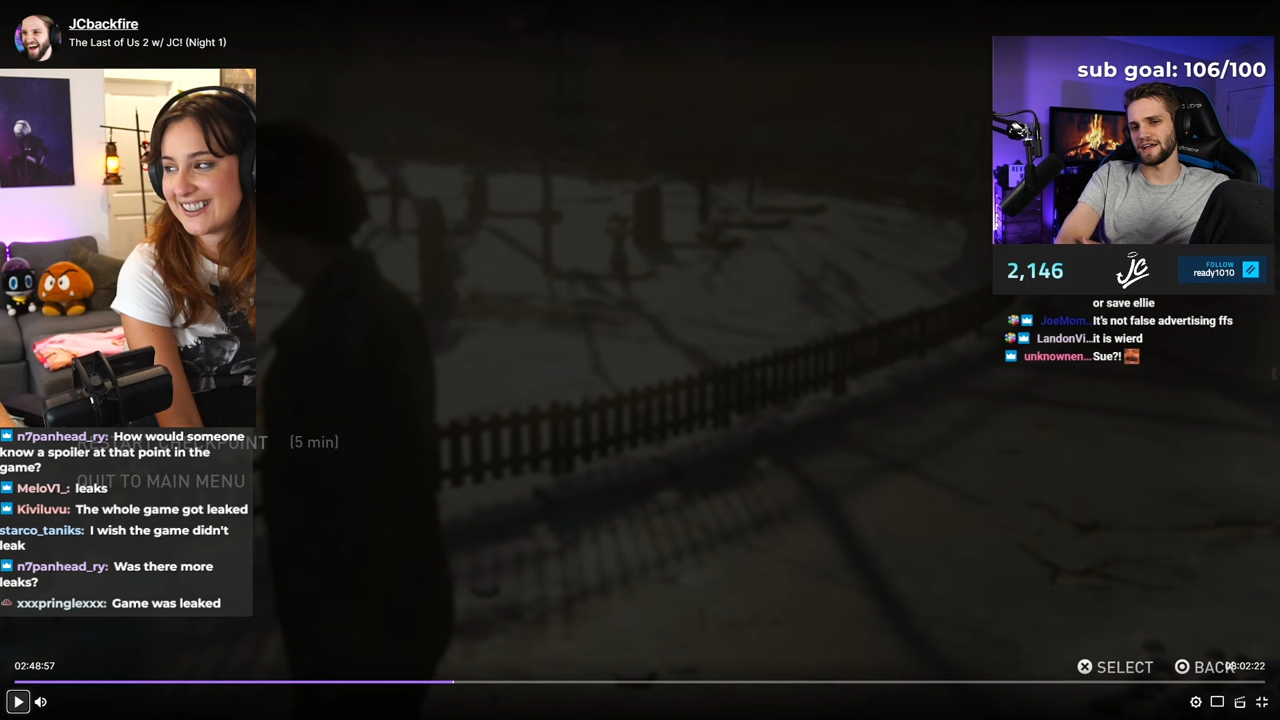 JCbackfire
The Last of Us 2 w/ JC! (Night 1)
sub goal: 106/100
2,146
jc
FOLLOW
ready1010
or save ellie
JoeMom.. It's not false advertising ffs
LandonVi.. it is wierd
unknownen... Sue?!
n7panhead_ry: How would someone
know a spoiler at that point in the
game?
MeloV1_: leaks
Kiviluvu: The whole game got leaked
starco_taniks: I wish the game didn't
leak
n7panhead_ry: Was there more
leaks?
xxxpringlexxx: Game was leaked
RESTART CHECKPOINT (5 min)
QUIT TO MAIN MENU
SELECT
BACK
02:48:57